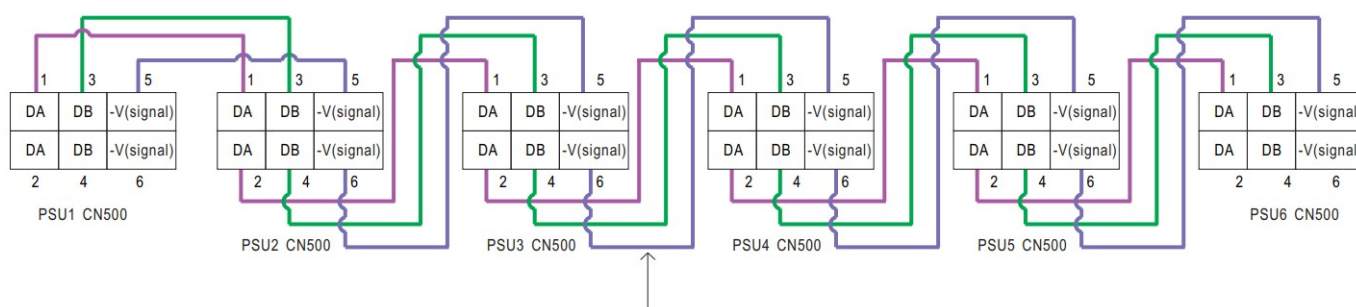 1 3 5 1 3 5 1 3 5 1 3 5 1 3 5 1 3 5
DA DB -V(signal) DA DB -V(signal) DA DB -V(signal) DA DB -V(signal) DA DB -V(signal) DA DB -V(signal)
DA DB -V(signal) DA DB -V(signal) DA DB -V(signal) DA DB -V(signal) DA DB -V(signal) DA DB -V(signal)
2 4 6 2 4 6 2 4 6 2 4 6 2 4 6 2 4 6
PSU1 CN500 PSU2 CN500 PSU3 CN500 PSU4 CN500 PSU5 CN500 PSU6 CN500